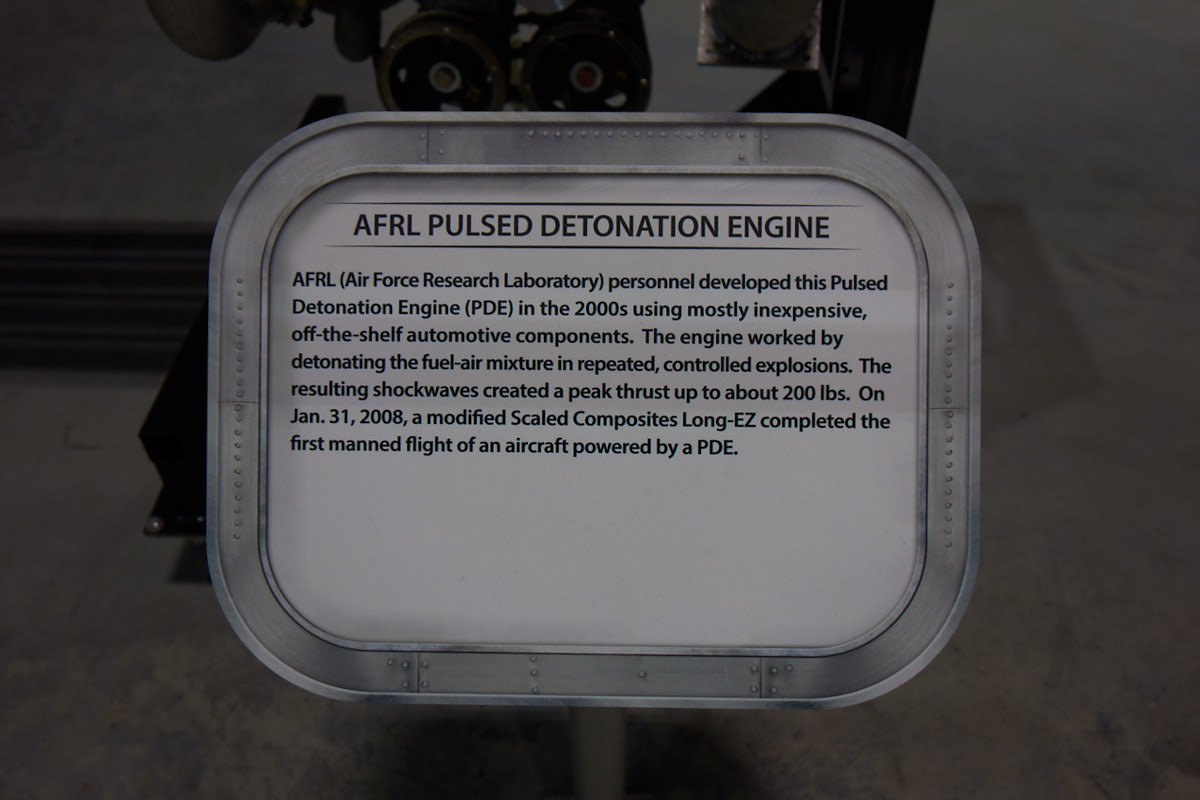 AFRL PULSED DETONATION ENGINE
AFRL (Air Force Research Laboratory) personnel developed this Pulsed
Detonation Engine (PDE) in the 2000s using mostly inexpensive,
off-the-shelf automotive components. The engine worked by
detonating the fuel-air mixture in repeated, controlled explosions. The
resulting shockwaves created a peak thrust up to about 200 lbs. On
Jan. 31, 2008, a modified Scaled Composites Long-EZ completed the
first manned flight of an aircraft powered by a PDE.